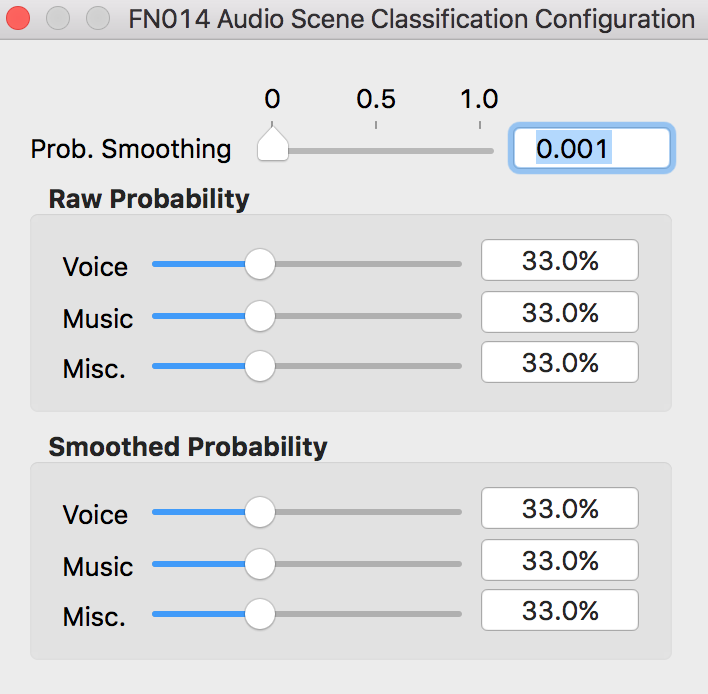 FN014 Audio Scene Classification Configuration
0 0.5 1.0
Prob. Smoothing 0.001
Raw Probability
Voice 33.0%
Music 33.0%
Misc. 33.0%
Smoothed Probability
Voice 33.0%
Music 33.0%
Misc. 33.0%